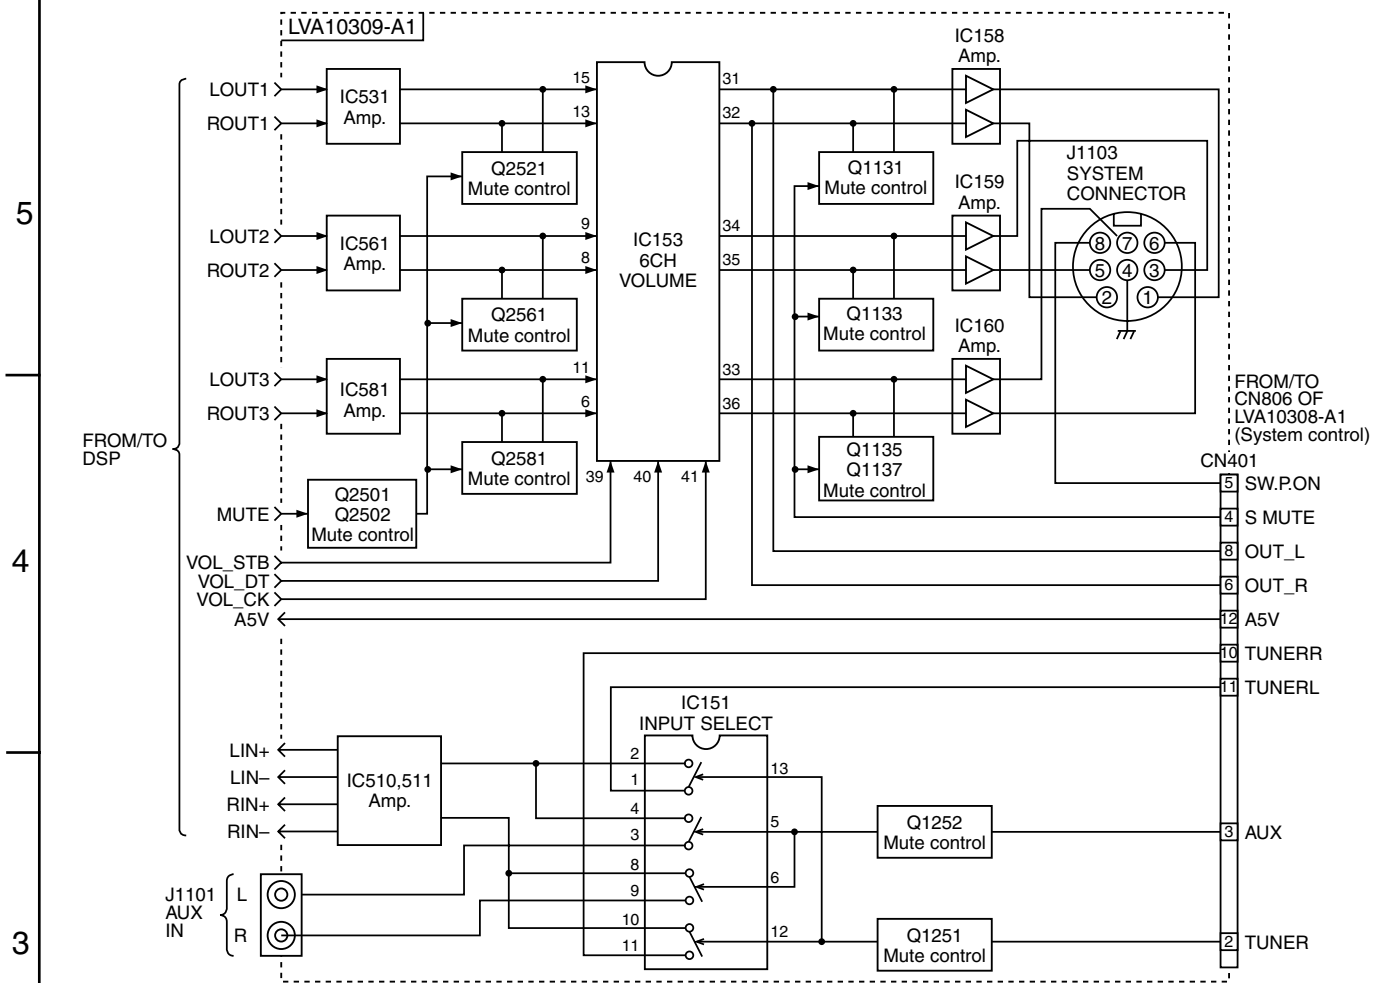 LVA10309-A1
5
4
3
FROM/TO
DSP
LOUT1
ROUT1
LOUT2
ROUT2
LOUT3
ROUT3
MUTE
VOL_STB
VOL_DT
VOL_CK
A5V
LIN+
LIN–
RIN+
RIN–
J1101
AUX
IN
L
R
IC531
Amp.
IC561
Amp.
IC581
Amp.
Q2521
Mute control
Q2561
Mute control
Q2581
Mute control
Q2501
Q2502
Mute control
15
13
9
8
11
6
IC153
6CH
VOLUME
39
40
41
31
32
34
35
33
36
Q1131
Mute control
Q1133
Mute control
Q1135
Q1137
Mute control
IC158
Amp.
IC159
Amp.
IC160
Amp.
J1103
SYSTEM
CONNECTOR
8
7
6
5
4
3
2
1
FROM/TO
CN806 OF
LVA10308-A1
(System control)
CN401
5 SW.P.ON
4 S MUTE
8 OUT_L
6 OUT_R
12 A5V
10 TUNERR
11 TUNERL
3 AUX
2 TUNER
IC510,511
Amp.
IC151
INPUT SELECT
2
1
4
3
8
9
10
11
13
5
6
12
Q1252
Mute control
Q1251
Mute control